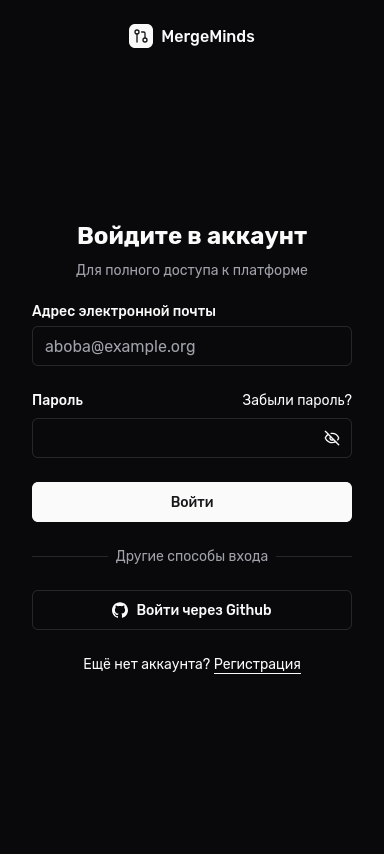 MergeMinds
Войдите в аккаунт
Для полного доступа к платформе
Адрес электронной почты
aboba@example.org
Пароль
Забыли пароль?
Войти
Другие способы входа
Войти через Github
Ещё нет аккаунта? Регистрация